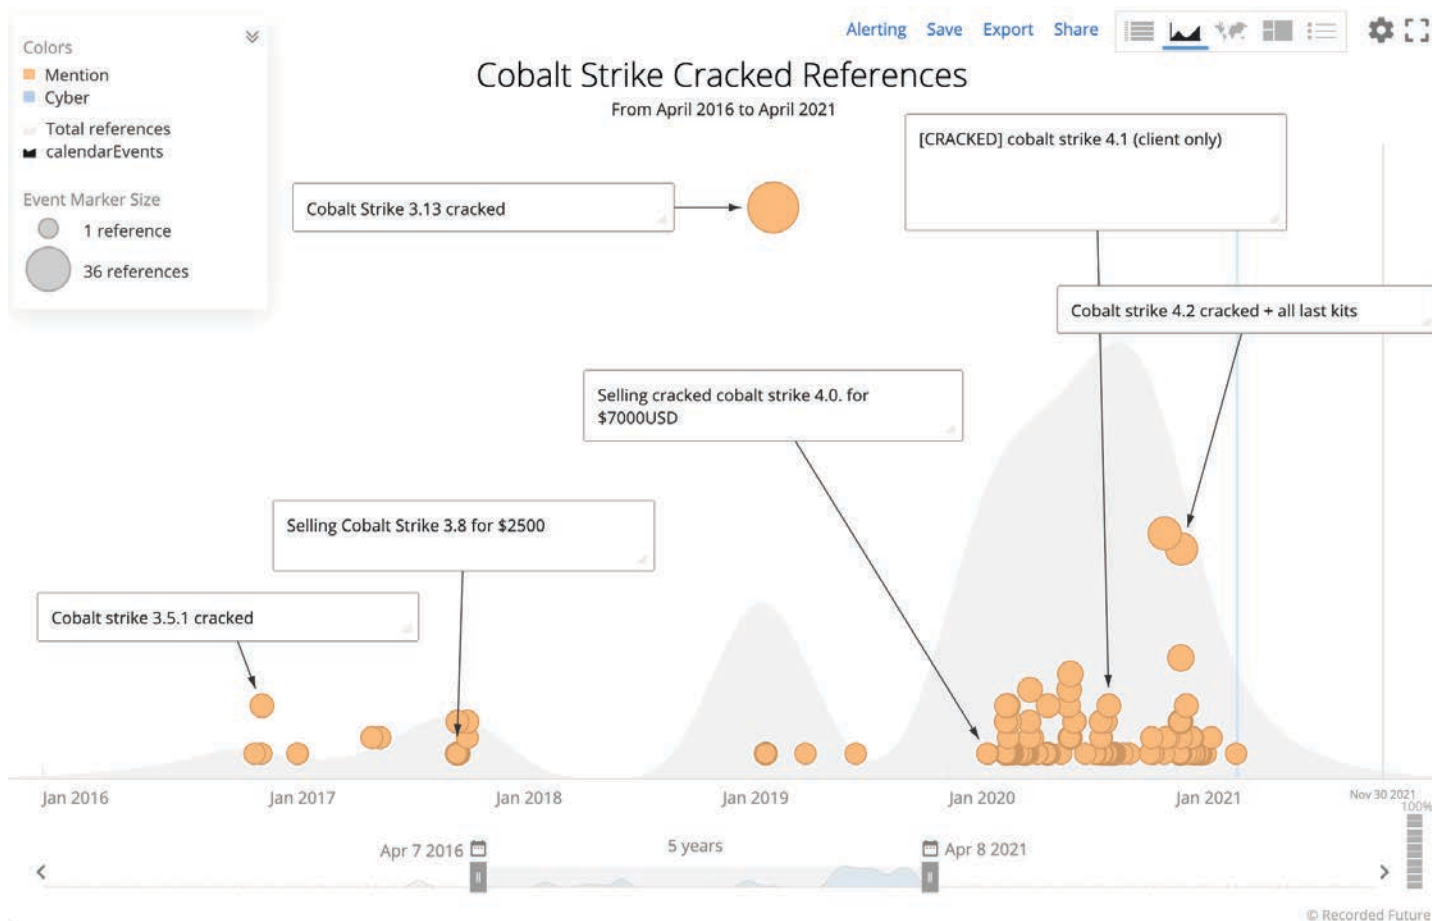 Alerting Save Export Share
Colors
Mention
Cyber
Total references
calendarEvents
Event Marker Size
1 reference
36 references
Cobalt Strike Cracked References
From April 2016 to April 2021
[CRACKED] cobalt strike 4.1 (client only)
Cobalt Strike 3.13 cracked
Cobalt strike 4.2 cracked + all last kits
Selling cracked cobalt strike 4.0. for
$7000USD
Selling Cobalt Strike 3.8 for $2500
Cobalt strike 3.5.1 cracked
Jan 2016 Jan 2017 Jan 2018 Jan 2019 Jan 2020 Jan 2021 Nov 30 2021
100%
Apr 7 2016 5 years Apr 8 2021
© Recorded Future